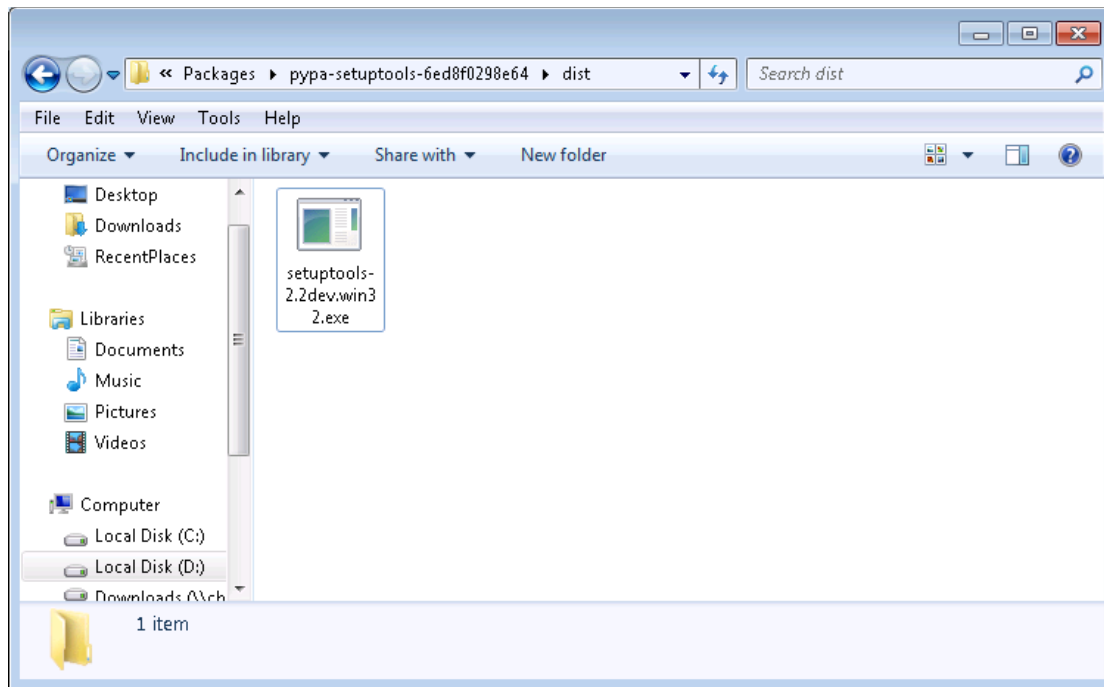 « Packages ▸ pypa-setuptools-6ed8f0298e64 ▸ dist
Search dist
File Edit View Tools Help
Organize Include in library Share with New folder
Desktop
Downloads
RecentPlaces
Libraries
Documents
Music
Pictures
Videos
Computer
Local Disk (C:)
Local Disk (D:)
Downloads (\\ch
setuptools-
2.2dev.win3
2.exe
1 item